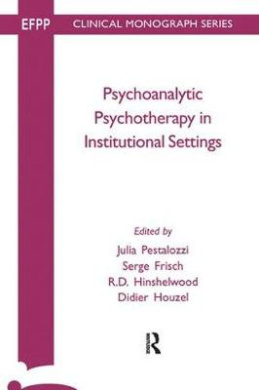 EFPP CLINICAL MONOGRAPH SERIES
Psychoanalytic
Psychotherapy in
Institutional Settings
Edited by
Julia Pestalozzi
Serge Frisch
R.D. Hinshelwood
Didier Houzel
R